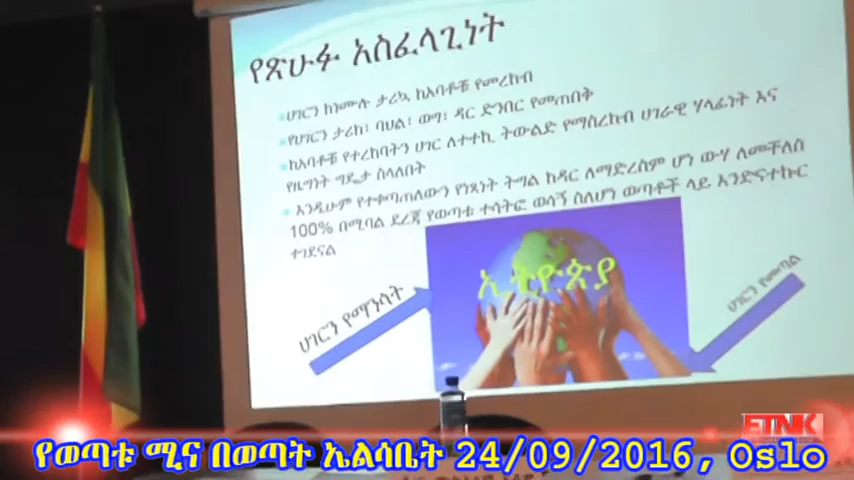 የጽሁፉ አስፈላጊነት
ሀገርን ከነሙሉ ታሪኳ ከአባቶቹ የመረከብ
የሀገርን ታሪክ፣ ባህል፣ ወግ፣ ዳር ድንበር የመጠበቅ
ከአባቶቹ የተረከባትን ሀገር ለተተኪ ትውልድ የማስረከብ ሀገራዊ ሃላፊነት እና
የዜግነት ግዴታ ስላለበት
እንዲሁም የተቀጣጠለውን የነጻነት ትግል ከዳር ለማድረስም ሆነ ውሃ ለመቸለስ
100% በሚባል ደረጃ የወጣቱ ተሳትፎ ወሳኝ ስለሆነ ወጣቶች ላይ እንድናተኩር
ተገደናል
ኢትዮጵያ
ሀገርን የማንሳት
ሀገርን የመጣል
ETNK
የወጣቱ ሚና በወጣት ኤልሳቤት 24/09/2016, Oslo